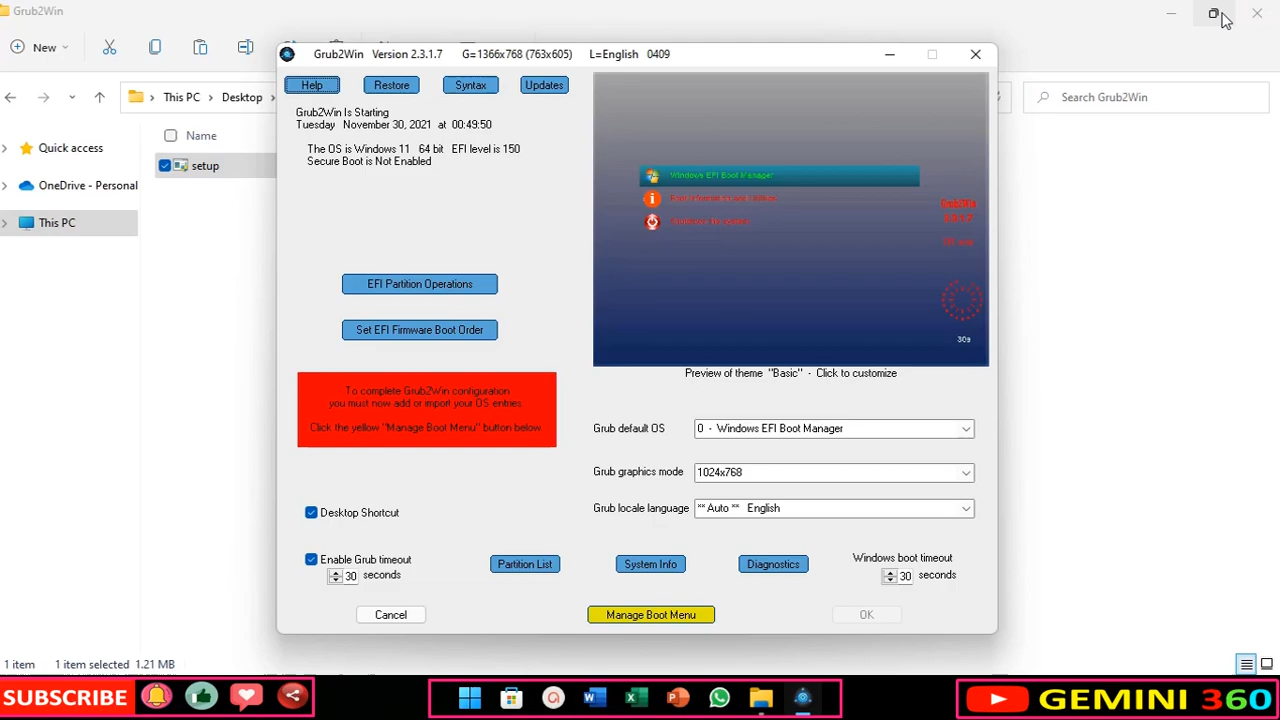 Grub2Win
New
This PC
Desktop
Search Grub2Win
Quick access
OneDrive - Personal
This PC
Name
setup
Grub2Win Version 2.3.1.7 G=1366x768 (763x605) L=English 0409
Help
Restore
Syntax
Updates
Grub2Win Is Starting
Tuesday November 30, 2021 at 00:49:50
The OS is Windows 11 64 bit EFI level is 150
Secure Boot is Not Enabled
EFI Partition Operations
Set EFI Firmware Boot Order
To complete Grub2Win configuration
you must now add or import your OS entries.
Click the yellow "Manage Boot Menu" button below
Desktop Shortcut
Enable Grub timeout
30 seconds
Cancel
Windows EFI Boot Manager
Grub2Win
2.3.1.7
30s
Preview of theme "Basic" - Click to customize
Grub default OS
0 - Windows EFI Boot Manager
Grub graphics mode
1024x768
Grub locale language
** Auto ** English
Partition List
System Info
Diagnostics
Windows boot timeout
30 seconds
Manage Boot Menu
OK
1 item
1 item selected 1.21 MB
SUBSCRIBE
GEMINI 360